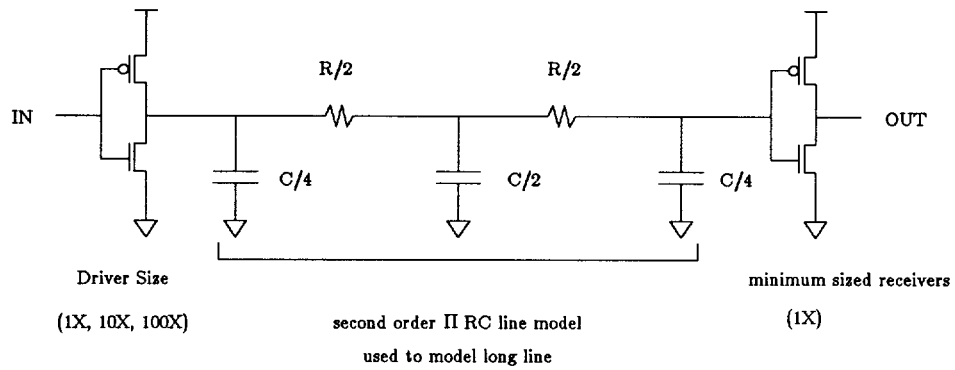 R/2
R/2
IN
OUT
C/4
C/2
C/4
Driver Size
(1X, 10X, 100X)
minimum sized receivers
(1X)
second order Π RC line model
used to model long line